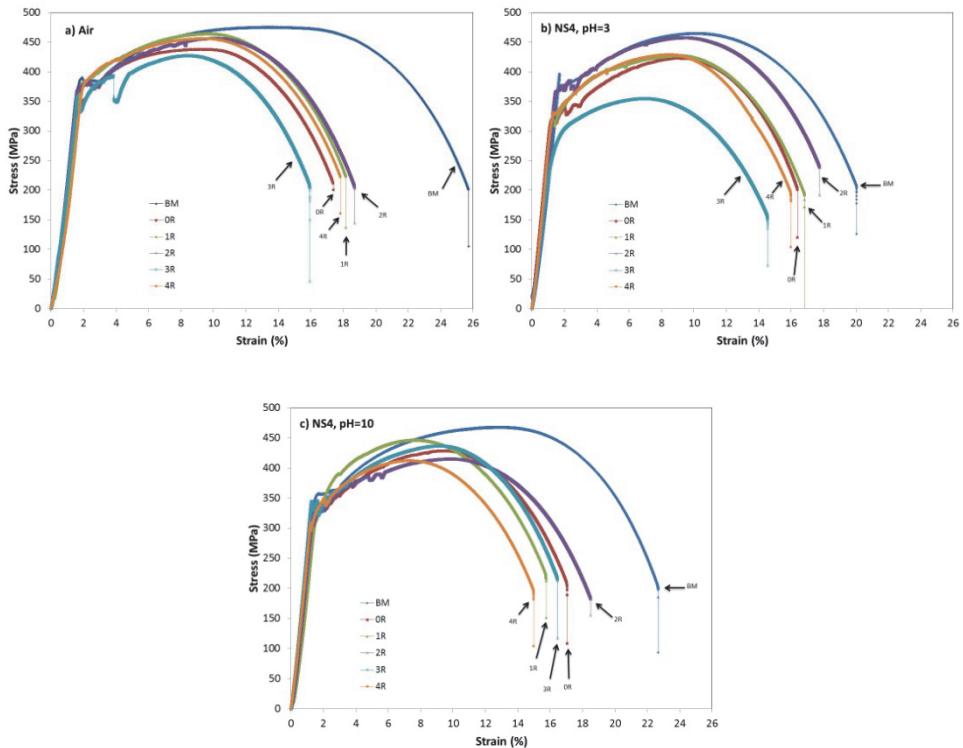 a) Air
Stress (MPa)
500
450
400
350
300
250
200
150
100
50
0
0 2 4 6 8 10 12 14 16 18 20 22 24 26
Strain (%)
BM
0R
1R
2R
3R
4R
3R
0R
4R
1R
2R
BM
b) NS4, pH=3
Stress (MPa)
500
450
400
350
300
250
200
150
100
50
0
0 2 4 6 8 10 12 14 16 18 20 22 24 26
Strain (%)
BM
0R
1R
2R
3R
4R
3R
4R
0R
1R
2R
BM
c) NS4, pH=10
Stress (MPa)
500
450
400
350
300
250
200
150
100
50
0
0 2 4 6 8 10 12 14 16 18 20 22 24 26
Strain (%)
BM
0R
1R
2R
3R
4R
4R
1R
3R
0R
2R
BM